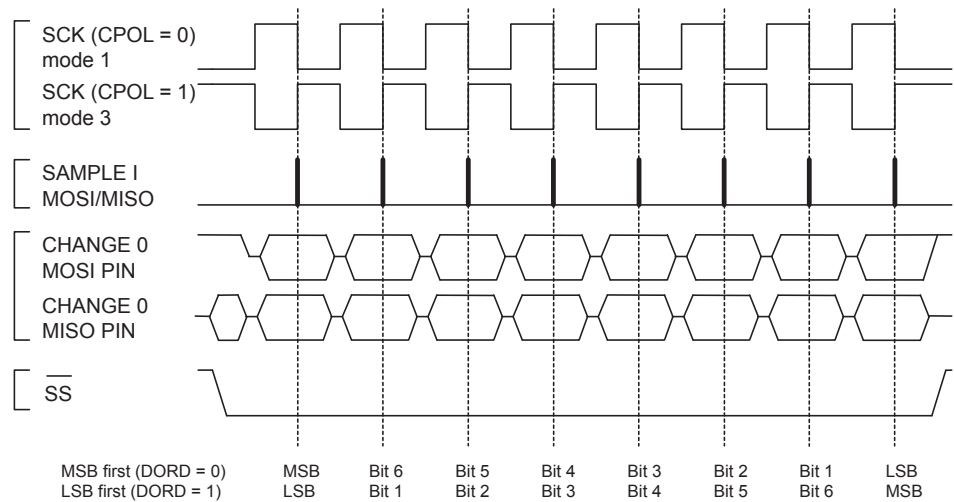 SCK (CPOL = 0)
mode 1
SCK (CPOL = 1)
mode 3
SAMPLE I
MOSI/MISO
CHANGE 0
MOSI PIN
CHANGE 0
MISO PIN
SS
MSB first (DORD = 0) MSB Bit 6 Bit 5 Bit 4 Bit 3 Bit 2 Bit 1 LSB
LSB first (DORD = 1) LSB Bit 1 Bit 2 Bit 3 Bit 4 Bit 5 Bit 6 MSB